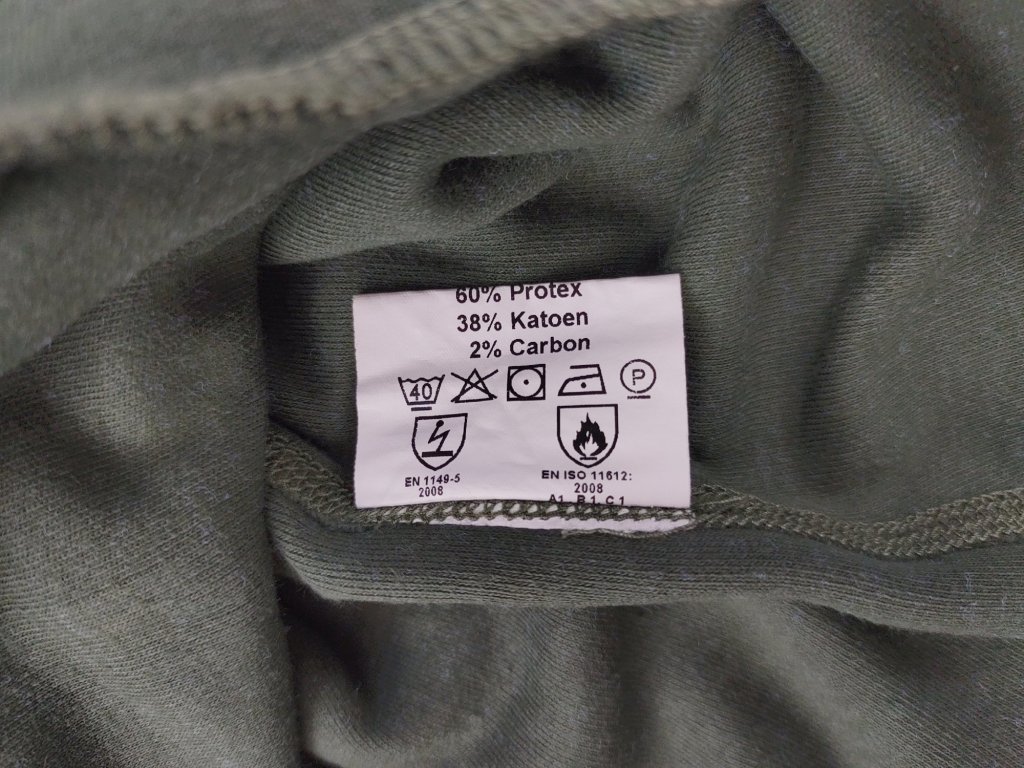 60% Protex
38% Katoen
2% Carbon
40
P
EN 1149-5
2008
EN ISO 11612:
2008
A1 B1 C1